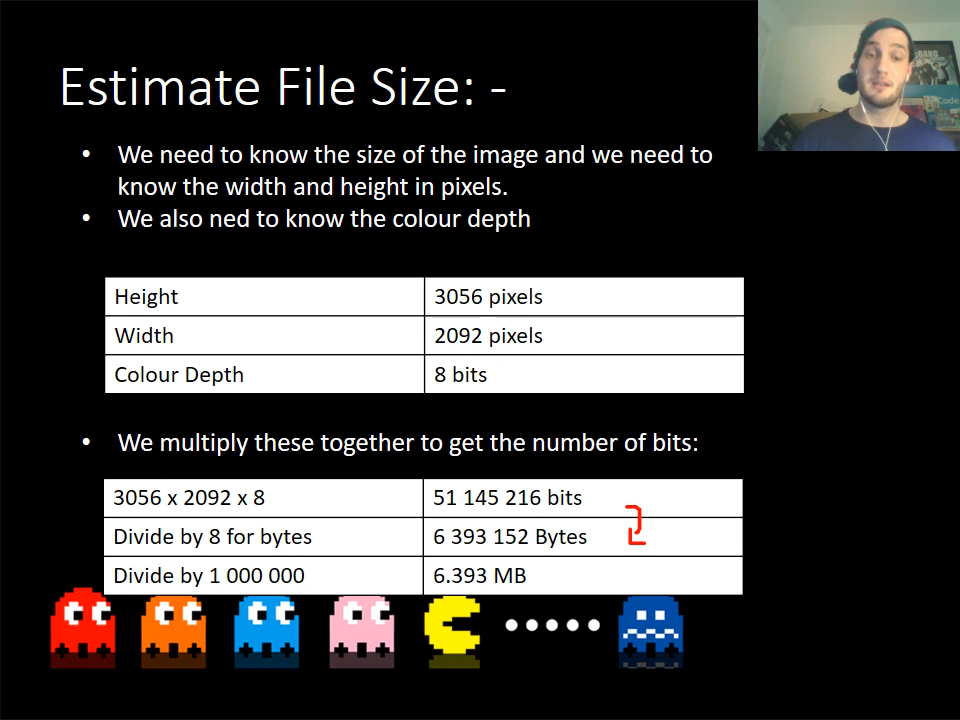 Estimate File Size: -
• We need to know the size of the image and we need to
know the width and height in pixels.
• We also ned to know the colour depth
Height 3056 pixels
Width 2092 pixels
Colour Depth 8 bits
• We multiply these together to get the number of bits:
3056 x 2092 x 8 51 145 216 bits
Divide by 8 for bytes 6 393 152 Bytes
Divide by 1 000 000 6.393 MB
BANG
Code